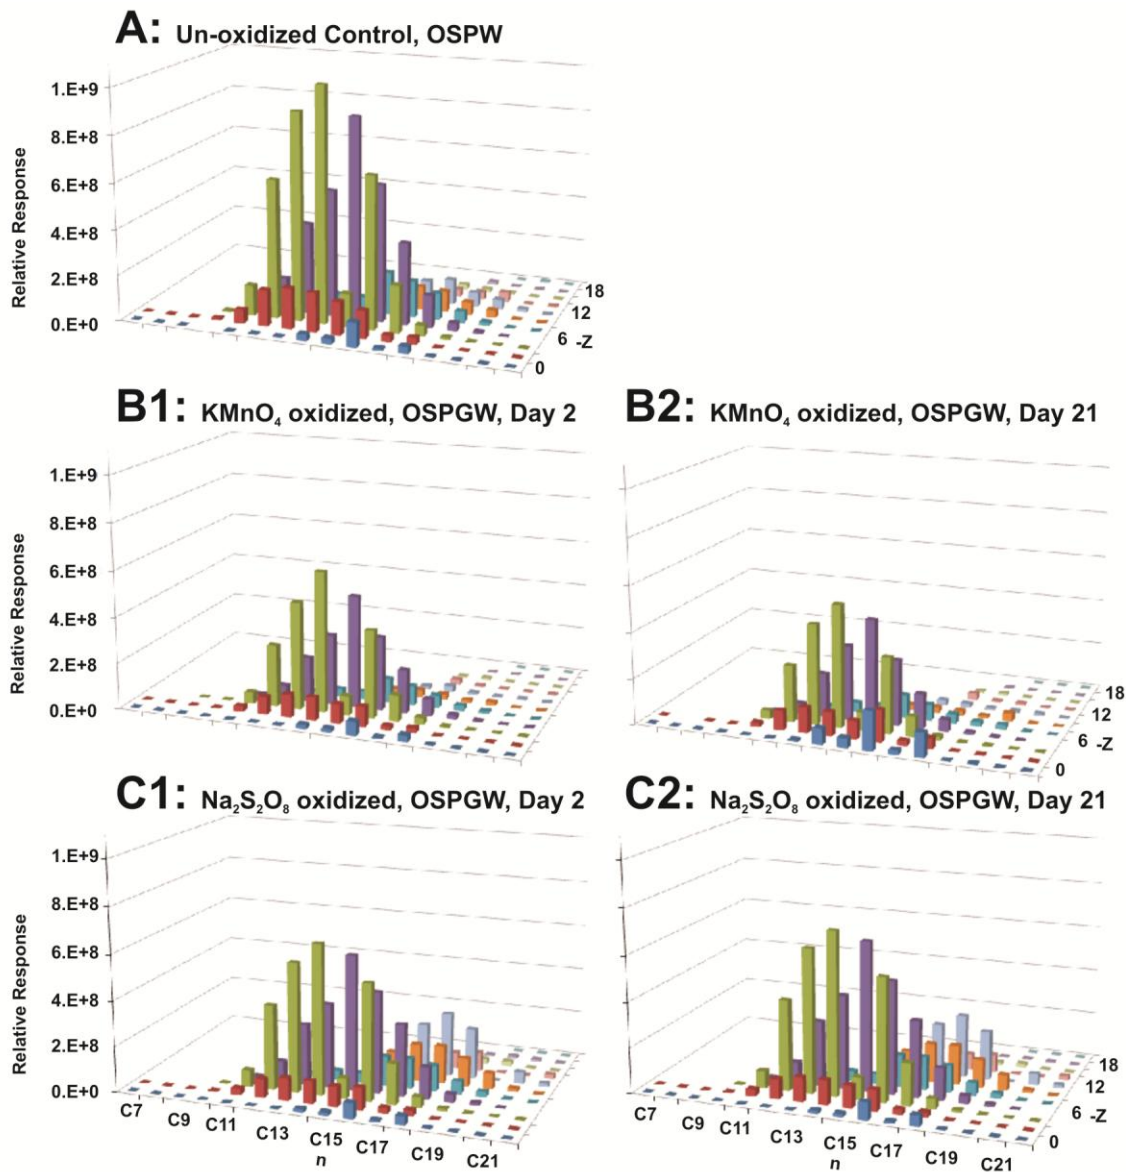 A: Un-oxidized Control, OSPW
1.E+9
8.E+8
6.E+8
4.E+8
2.E+8
0.E+0
Relative Response
18
12
6 -Z
0
B1: KMnO₄ oxidized, OSPGW, Day 2
1.E+9
8.E+8
6.E+8
4.E+8
2.E+8
0.E+0
Relative Response
B2: KMnO₄ oxidized, OSPGW, Day 21
18
12
6 -Z
0
C1: Na₂S₂O₈ oxidized, OSPGW, Day 2
1.E+9
8.E+8
6.E+8
4.E+8
2.E+8
0.E+0
Relative Response
C7 C9 C11 C13 C15 C17 C19 C21
n
C2: Na₂S₂O₈ oxidized, OSPGW, Day 21
18
12
6 -Z
0
C7 C9 C11 C13 C15 C17 C19 C21
n